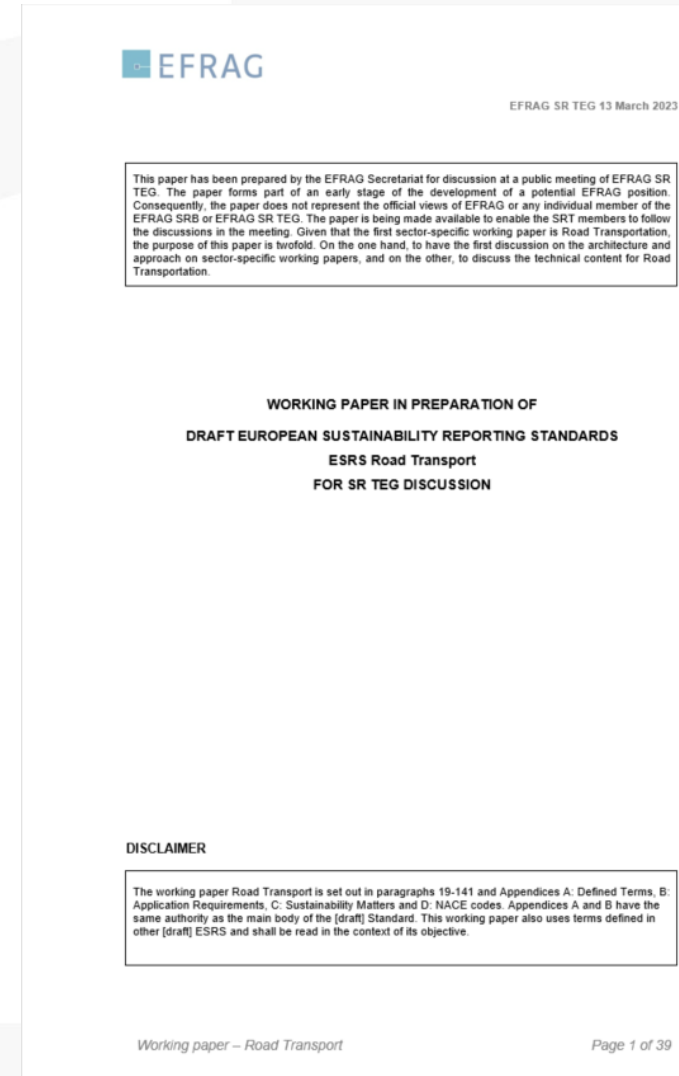 EFRAG
EFRAG SR TEG 13 March 2023
This paper has been prepared by the EFRAG Secretariat for discussion at a public meeting of EFRAG SR
TEG. The paper forms part of an early stage of the development of a potential EFRAG position.
Consequently, the paper does not represent the official views of EFRAG or any individual member of the
EFRAG SRB or EFRAG SR TEG. The paper is being made available to enable the SRT members to follow
the discussions in the meeting. Given that the first sector-specific working paper is Road Transportation,
the purpose of this paper is twofold. On the one hand, to have the first discussion on the architecture and
approach on sector-specific working papers, and on the other, to discuss the technical content for Road
Transportation.
WORKING PAPER IN PREPARATION OF
DRAFT EUROPEAN SUSTAINABILITY REPORTING STANDARDS
ESRS Road Transport
FOR SR TEG DISCUSSION
DISCLAIMER
The working paper Road Transport is set out in paragraphs 19-141 and Appendices A: Defined Terms, B:
Application Requirements, C: Sustainability Matters and D: NACE codes. Appendices A and B have the
same authority as the main body of the [draft] Standard. This working paper also uses terms defined in
other [draft] ESRS and shall be read in the context of its objective.
Working paper – Road Transport
Page 1 of 39